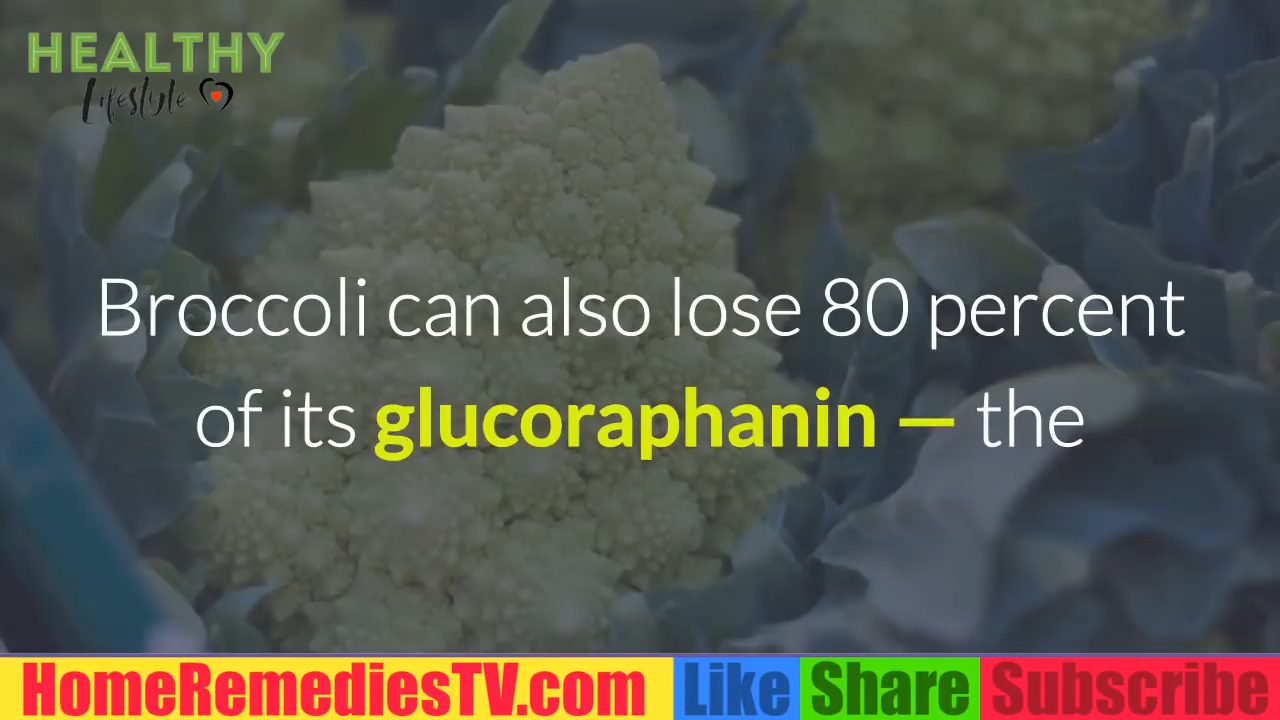 HEALTHY
Lifestyle
Broccoli can also lose 80 percent
of its glucoraphanin — the
HomeRemediesTV.com Like Share Subscribe